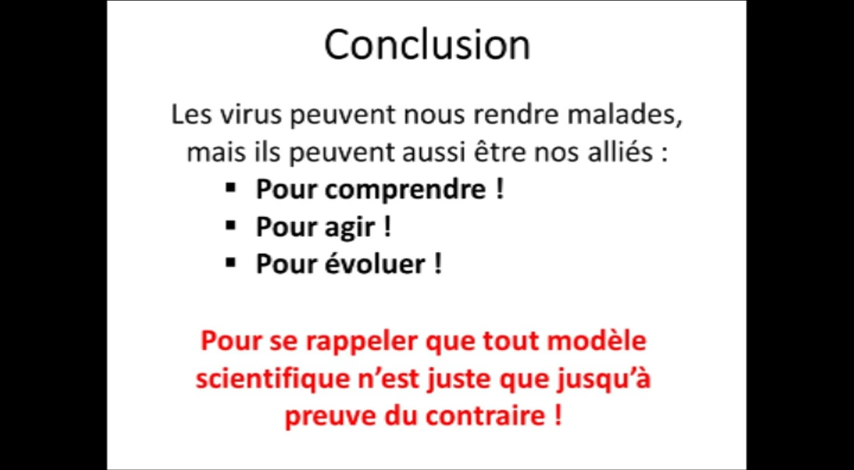 Conclusion
Les virus peuvent nous rendre malades,
mais ils peuvent aussi être nos alliés :
▪ Pour comprendre !
▪ Pour agir !
▪ Pour évoluer !
Pour se rappeler que tout modèle
scientifique n’est juste que jusqu’à
preuve du contraire !